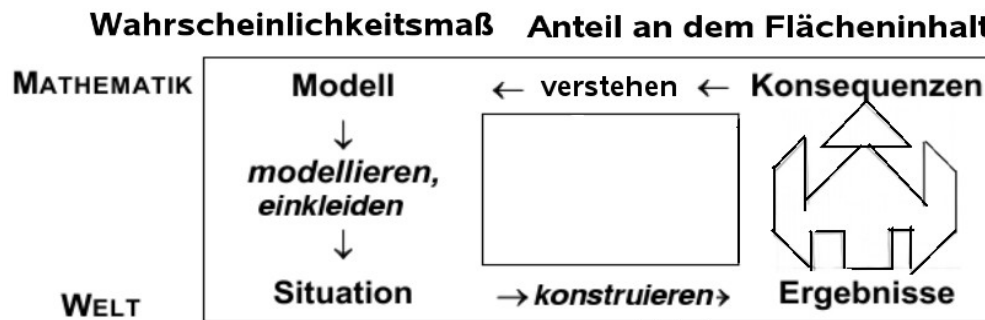 Wahrscheinlichkeitsmaß Anteil an dem Flächeninhalt
MATHEMATIK Modell ← verstehen ← Konsequenzen
↓
modellieren,
einkleiden
↓
WELT Situation → konstruieren → Ergebnisse